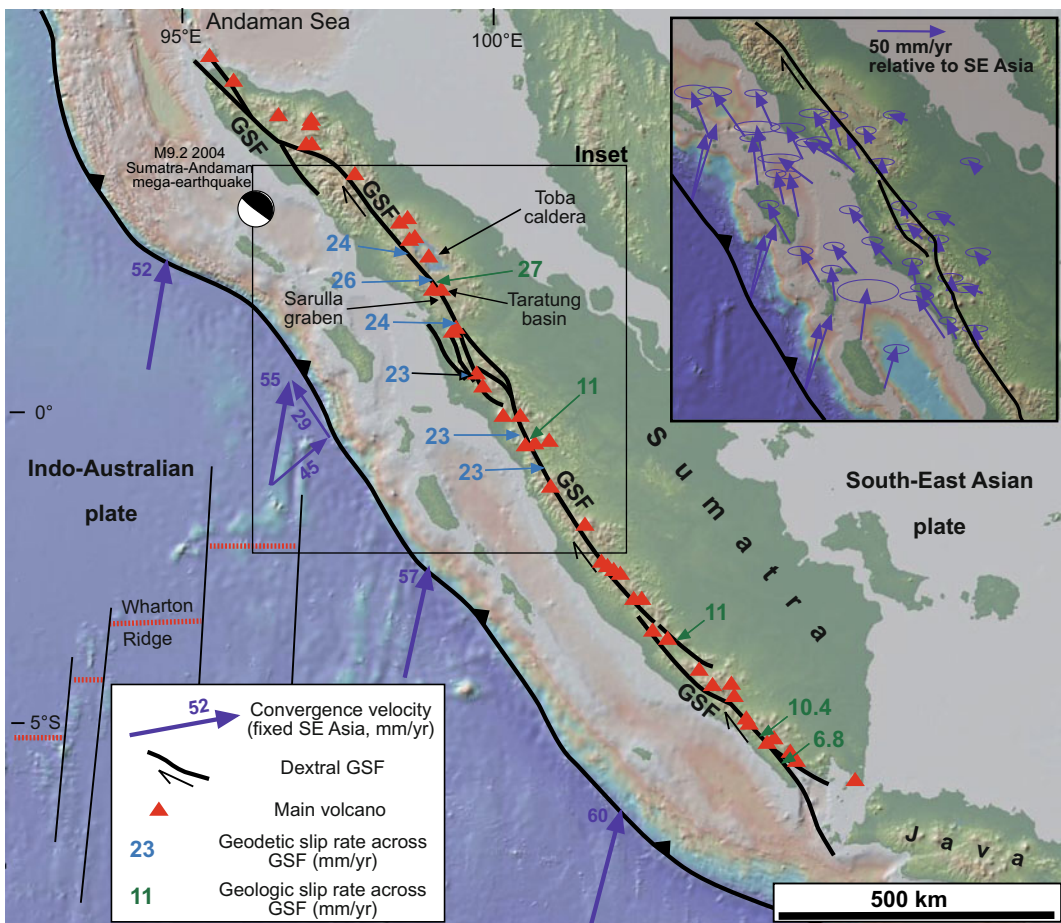 Andaman Sea
95°E
100°E
50 mm/yr
relative to SE Asia
GSF
M9.2 2004
Sumatra-Andaman
mega-earthquake
Inset
GSF
Toba
caldera
24
52
26
27
Sarulla
graben
Taratung
basin
24
55
23
11
29
0°
23
45
23
Indo-Australian
plate
GSF
Sumatra
South-East Asian
plate
57
Wharton
Ridge
11
GSF
5°S
10.4
6.8
60
Java
52
Convergence velocity
(fixed SE Asia, mm/yr)
Dextral GSF
Main volcano
23
Geodetic slip rate across
GSF (mm/yr)
11
Geologic slip rate across
GSF (mm/yr)
500 km